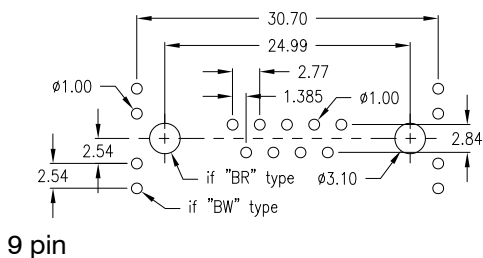 30.70
24.99
2.77
ø1.00
1.385
ø1.00
2.54
2.84
2.54
if "BR" type
ø3.10
if "BW" type
9 pin